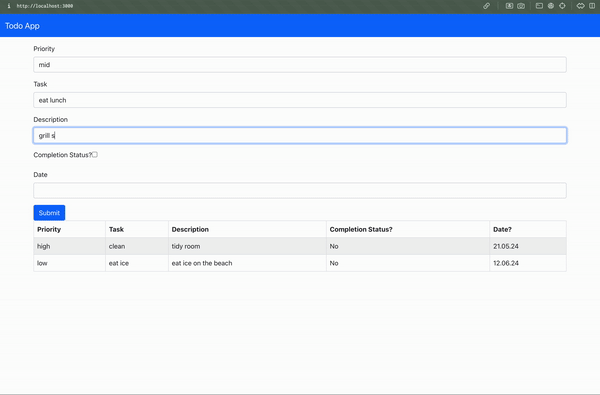 http://localhost:3000
Todo App
Priority
mid
Task
eat lunch
Description
grill s
Completion Status?
Date
Submit
Priority Task Description Completion Status? Date?
high clean tidy room No 21.05.24
low eat ice eat ice on the beach No 12.06.24